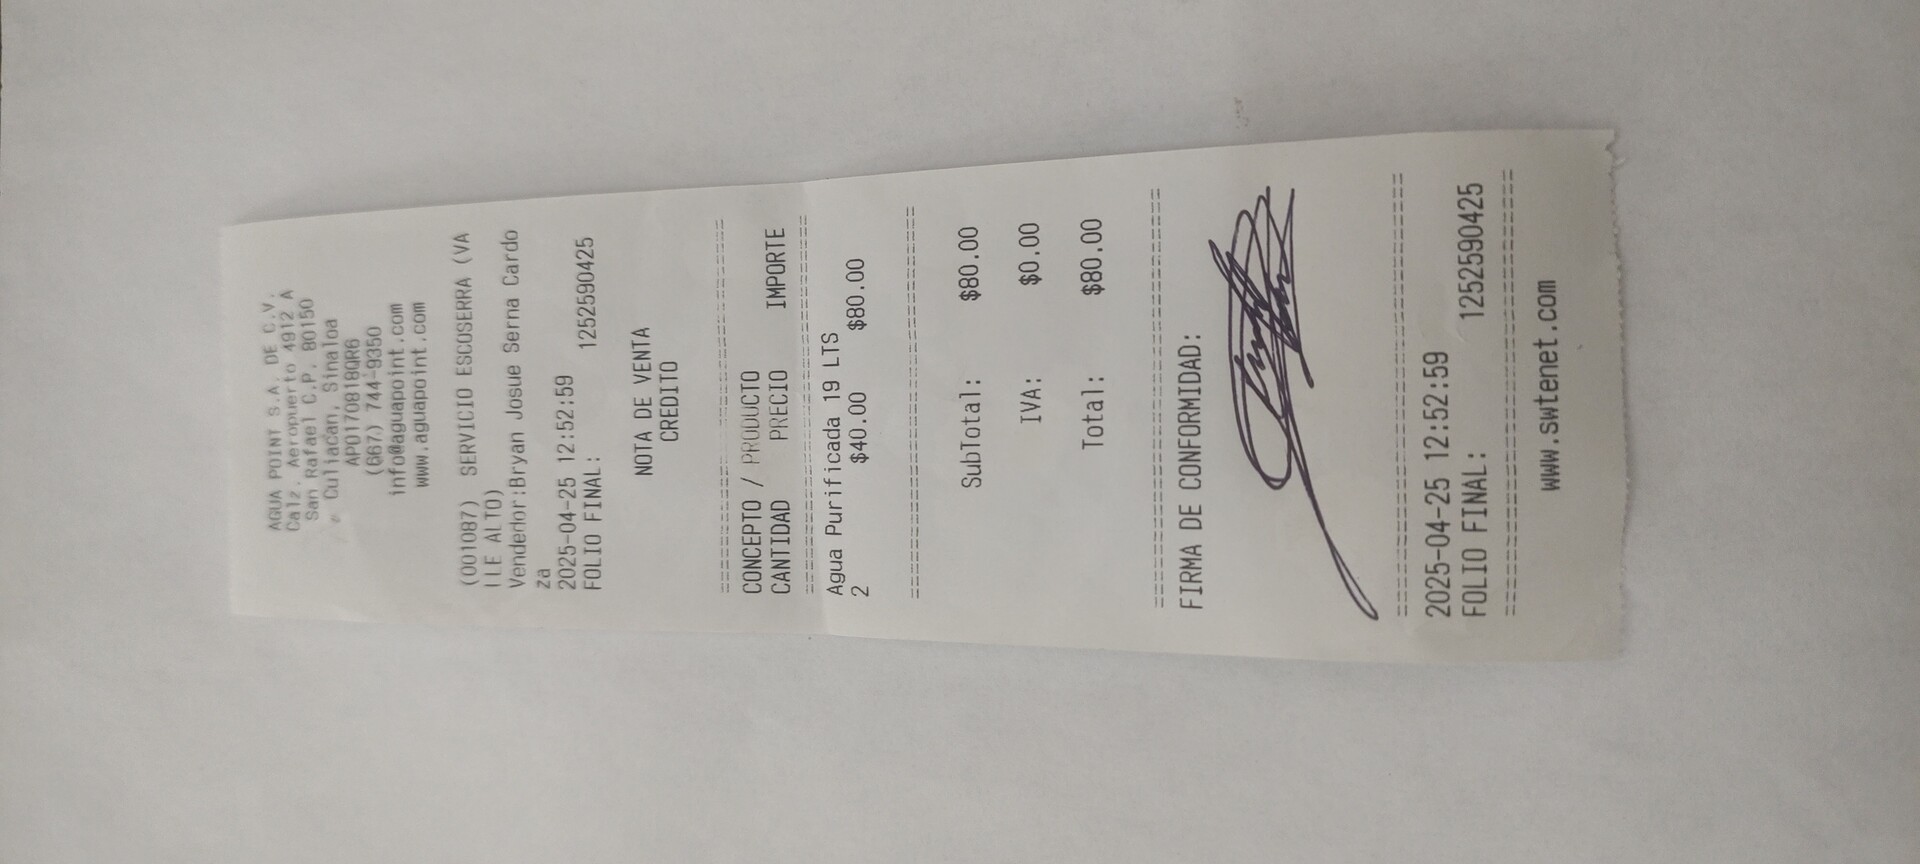 AGUA POINT S.A. DE C.V.
Calz. Aeropuerto 4912 A
San Rafael C.P. 80150
Culiacán, Sinaloa
APO170818QR6
(667) 744-9350
info@aguapoint.com
www.aguapoint.com
(001087) SERVICIO ESCOSERRA (VA
LLE ALTO)
Vendedor:Bryan Josue Serna Cardo
za
2025-04-25 12:52:59
FOLIO FINAL: 1252590425
NOTA DE VENTA
CREDITO
CONCEPTO / PRODUCTO
CANTIDAD PRECIO IMPORTE
Agua Purificada 19 LTS
2 $40.00 $80.00
SubTotal: $80.00
IVA: $0.00
Total: $80.00
FIRMA DE CONFORMIDAD:
2025-04-25 12:52:59
FOLIO FINAL: 1252590425
www.swtenet.com